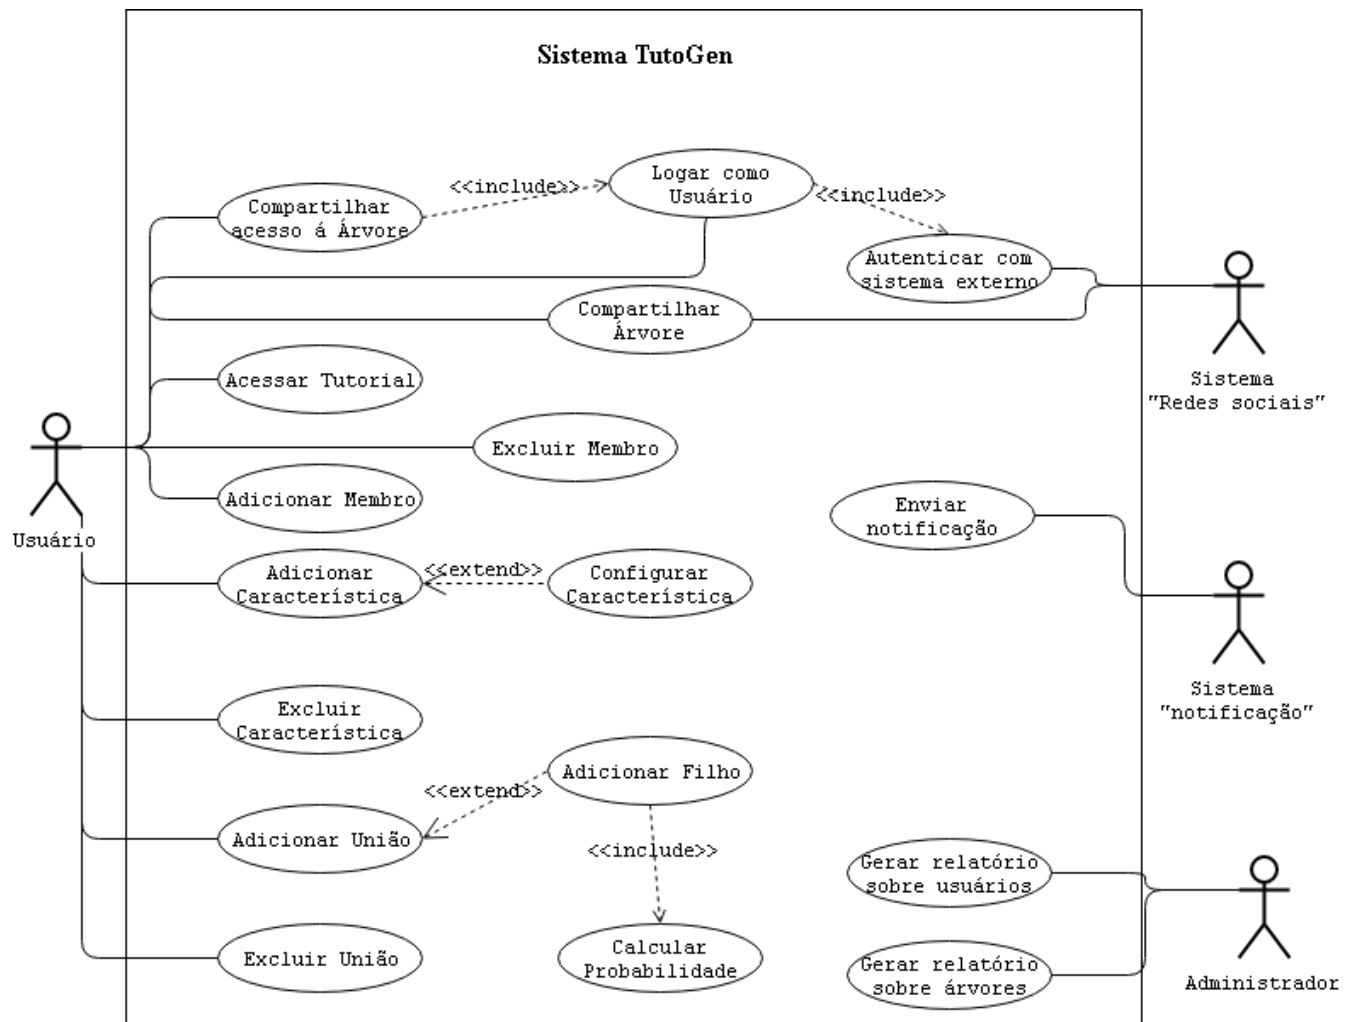 Sistema TutoGen
Logar como
Usuário
<<include>>
<<include>>
Compartilhar
acesso á Árvore
Autenticar com
sistema externo
Compartilhar
Árvore
Sistema
"Redes sociais"
Acessar Tutorial
Excluir Membro
Adicionar Membro
Enviar
notificação
Usuário
Adicionar
Característica
<<extend>>
Configurar
Característica
Sistema
"notificação"
Excluir
Característica
Adicionar Filho
<<extend>>
Adicionar União
<<include>>
Gerar relatório
sobre usuários
Excluir União
Calcular
Probabilidade
Gerar relatório
sobre árvores
Administrador